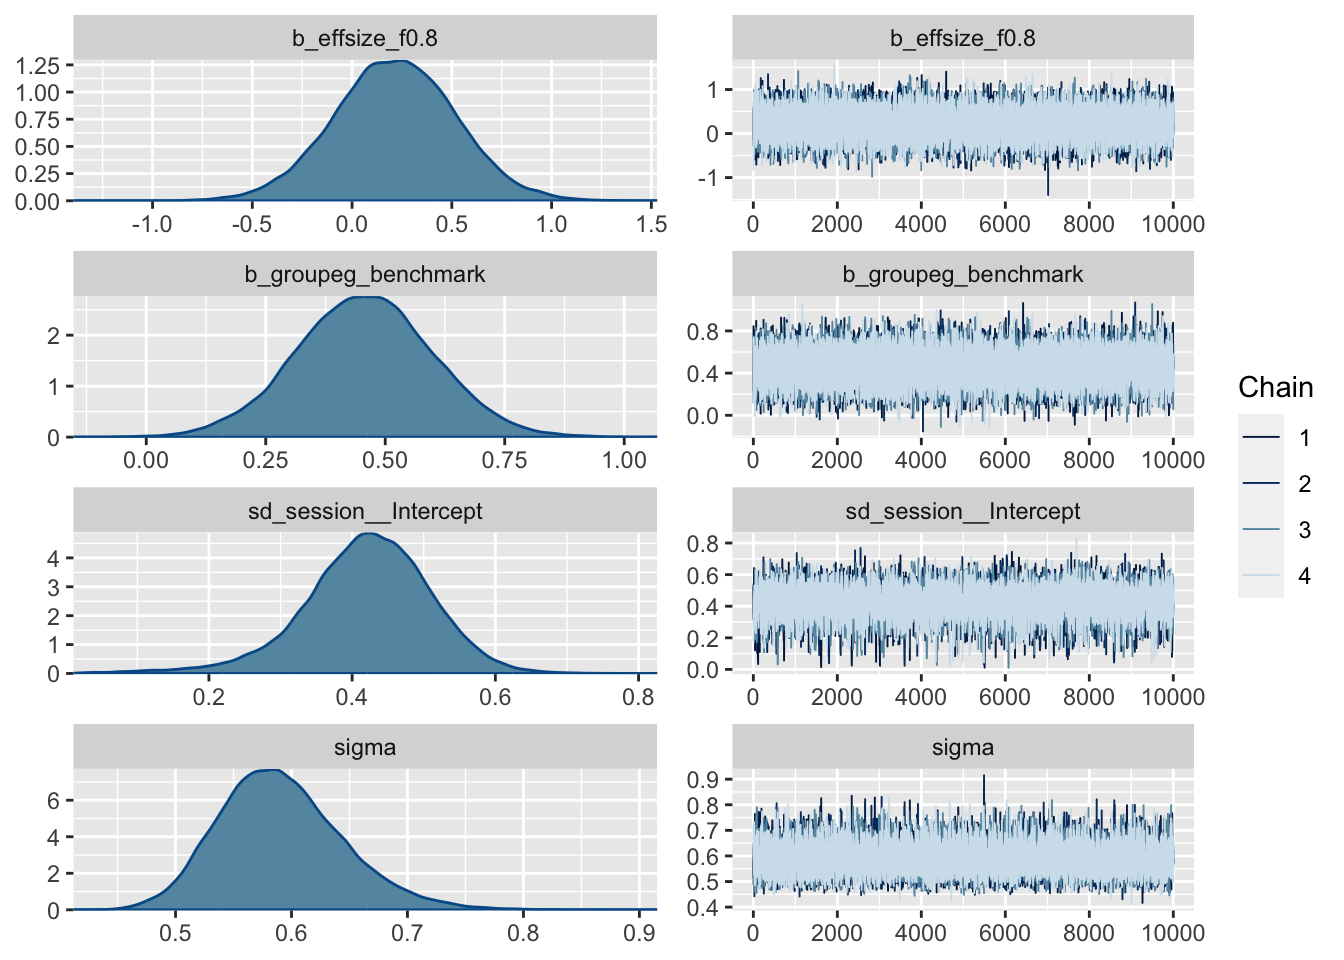 b_effsize_f0.8
1.25
1.00
0.75
0.50
0.25
0.00
-1.0 -0.5 0.0 0.5 1.0 1.5
b_effsize_f0.8
1
0
-1
0 2000 4000 6000 8000 10000
b_groupeg_benchmark
2
1
0
0.00 0.25 0.50 0.75 1.00
b_groupeg_benchmark
0.8
0.4
0.0
0 2000 4000 6000 8000 10000
sd_session__Intercept
4
3
2
1
0
0.2 0.4 0.6 0.8
sd_session__Intercept
0.8
0.6
0.4
0.2
0.0
0 2000 4000 6000 8000 10000
sigma
6
4
2
0
0.5 0.6 0.7 0.8 0.9
sigma
0.9
0.8
0.7
0.6
0.5
0.4
0 2000 4000 6000 8000 10000
Chain
1
2
3
4